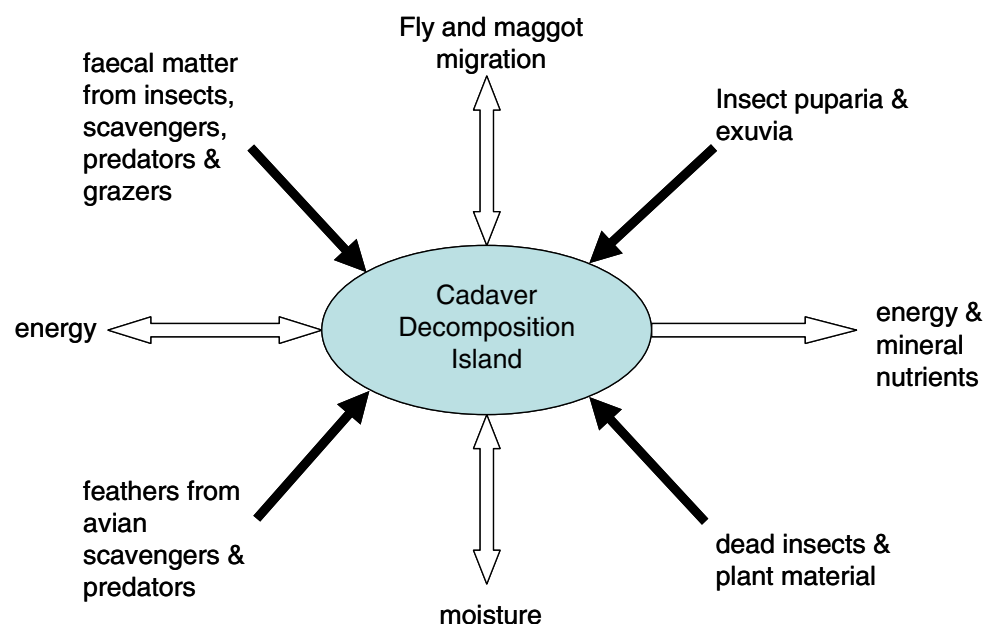 Fly and maggot
migration
faecal matter
from insects,
scavengers,
predators &
grazers
Insect puparia &
exuvia
Cadaver
Decomposition
Island
energy
energy &
mineral
nutrients
feathers from
avian
scavengers &
predators
dead insects &
plant material
moisture